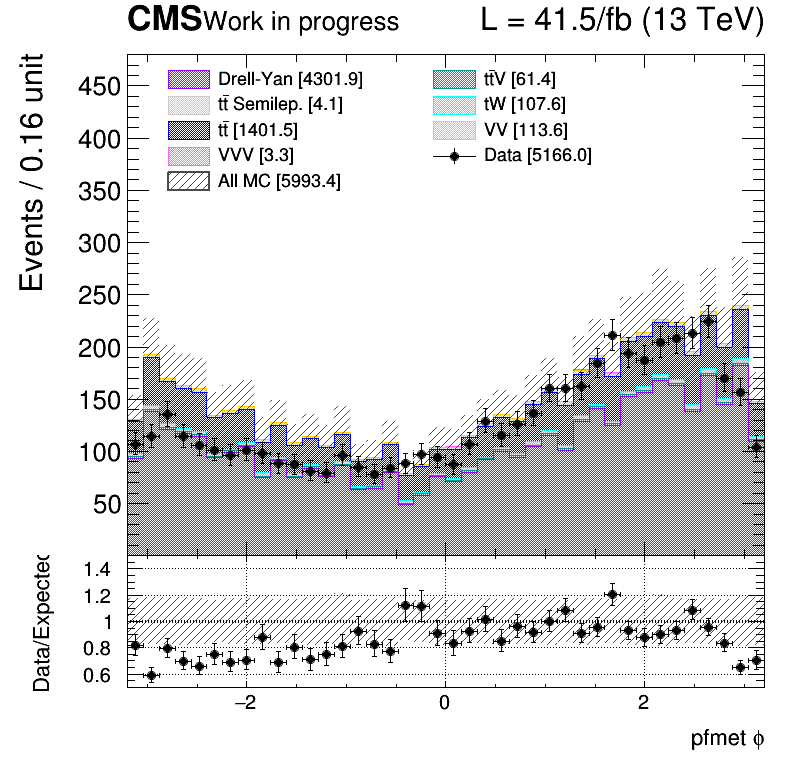 CMS Work in progress L = 41.5/fb (13 TeV)
Events / 0.16 unit
450
400
350
300
250
200
150
100
50
Drell-Yan [4301.9]
tt̄ Semilep. [4.1]
tt̄ [1401.5]
VVV [3.3]
All MC [5993.4]
tt̄V [61.4]
tW [107.6]
VV [113.6]
Data [5166.0]
Data/Expected
1.4
1.2
1
0.8
0.6
−2 0 2
pfmet ϕ